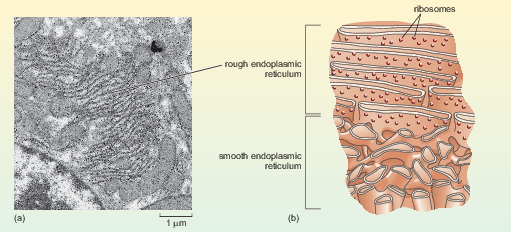 ribosomes
rough endoplasmic
reticulum
smooth endoplasmic
reticulum
(a)
1 μm
(b)